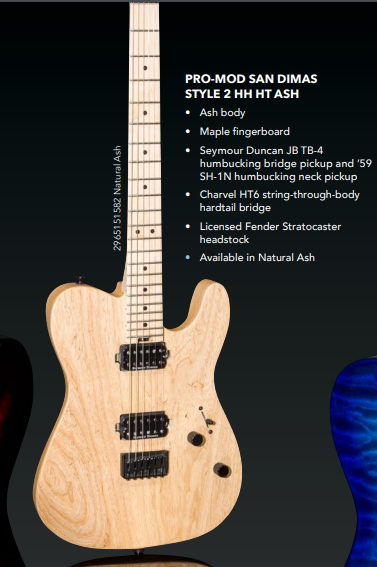 PRO-MOD SAN DIMAS
STYLE 2 HH HT ASH
• Ash body
• Maple fingerboard
• Seymour Duncan JB TB-4
humbucking bridge pickup and ’59
SH-1N humbucking neck pickup
• Charvel HT6 string-through-body
hardtail bridge
• Licensed Fender Stratocaster
headstock
• Available in Natural Ash
2965151582 Natural Ash